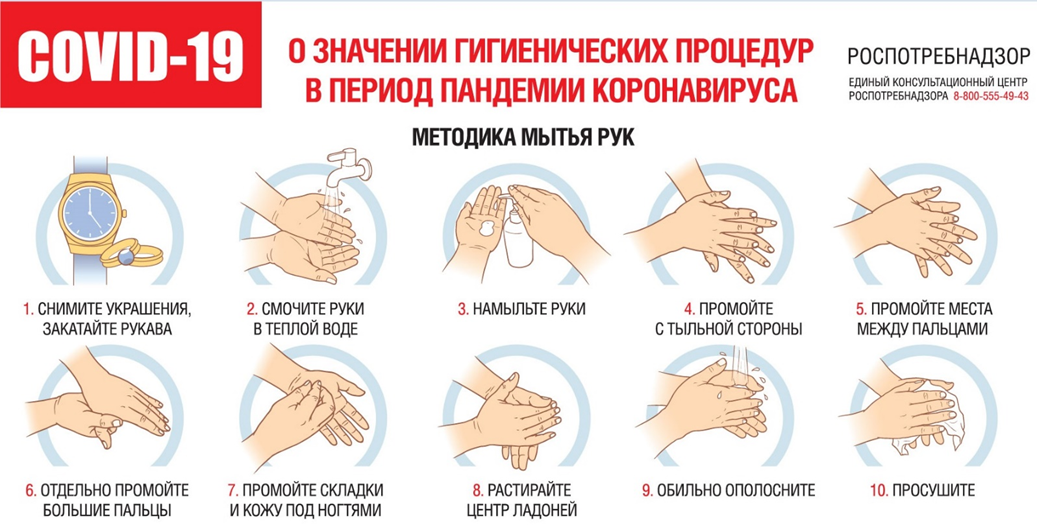 COVID-19
О ЗНАЧЕНИИ ГИГИЕНИЧЕСКИХ ПРОЦЕДУР
В ПЕРИОД ПАНДЕМИИ КОРОНАВИРУСА
РОСПОТРЕБНАДЗОР
ЕДИНЫЙ КОНСУЛЬТАЦИОННЫЙ ЦЕНТР
РОСПОТРЕБНАДЗОРА 8-800-555-49-43
МЕТОДИКА МЫТЬЯ РУК
1. СНИМИТЕ УКРАШЕНИЯ,
ЗАКАТАЙТЕ РУКАВА
2. СМОЧИТЕ РУКИ
В ТЕПЛОЙ ВОДЕ
3. НАМЫЛЬТЕ РУКИ
4. ПРОМОЙТЕ
С ТЫЛЬНОЙ СТОРОНЫ
5. ПРОМОЙТЕ МЕСТА
МЕЖДУ ПАЛЬЦАМИ
6. ОТДЕЛЬНО ПРОМОЙТЕ
БОЛЬШИЕ ПАЛЬЦЫ
7. ПРОМОЙТЕ СКЛАДКИ
И КОЖУ ПОД НОГТЯМИ
8. РАСТИРАЙТЕ
ЦЕНТР ЛАДОНЕЙ
9. ОБИЛЬНО ОПОЛОСНИТЕ
10. ПРОСУШИТЕ